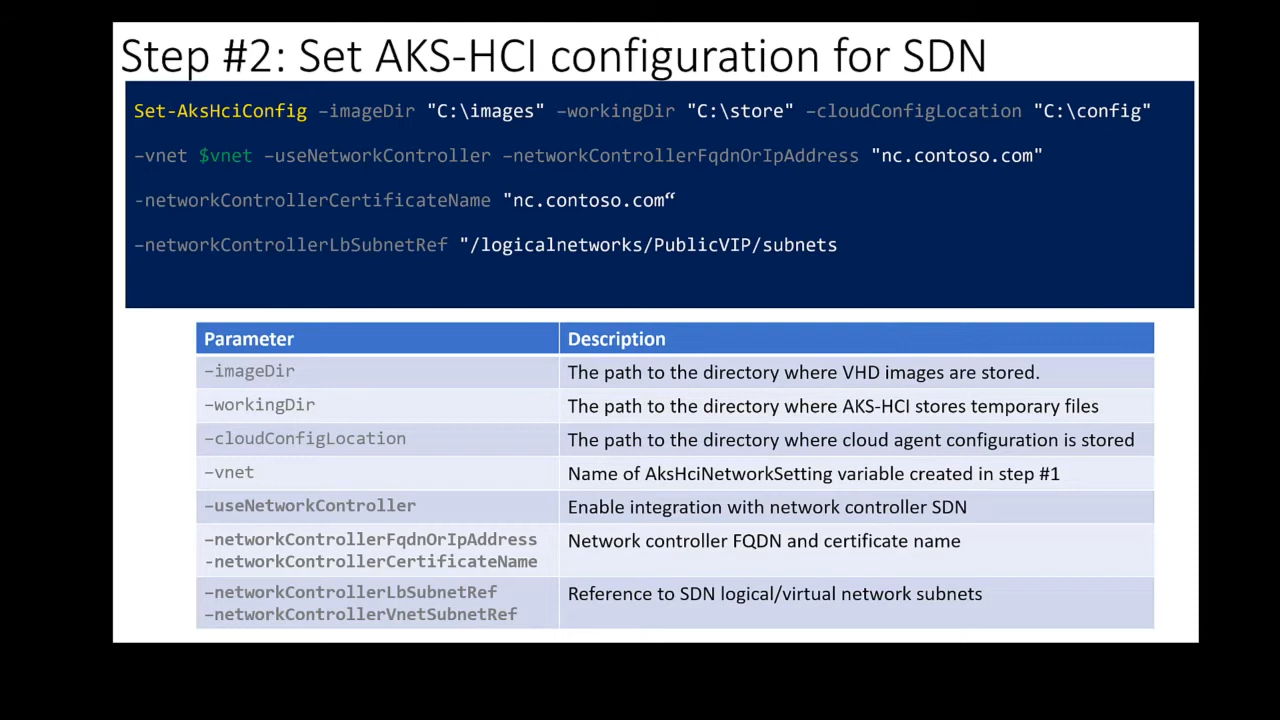 Step #2: Set AKS-HCI configuration for SDN
Set-AksHciConfig –imageDir "C:\images" –workingDir "C:\store" –cloudConfigLocation "C:\config"
–vnet $vnet –useNetworkController –networkControllerFqdnOrIpAddress "nc.contoso.com"
-networkControllerCertificateName "nc.contoso.com“
–networkControllerLbSubnetRef "/logicalnetworks/PublicVIP/subnets
Parameter Description
–imageDir The path to the directory where VHD images are stored.
–workingDir The path to the directory where AKS-HCI stores temporary files
–cloudConfigLocation The path to the directory where cloud agent configuration is stored
–vnet Name of AksHciNetworkSetting variable created in step #1
–useNetworkController Enable integration with network controller SDN
–networkControllerFqdnOrIpAddress Network controller FQDN and certificate name
-networkControllerCertificateName
–networkControllerLbSubnetRef Reference to SDN logical/virtual network subnets
–networkControllerVnetSubnetRef